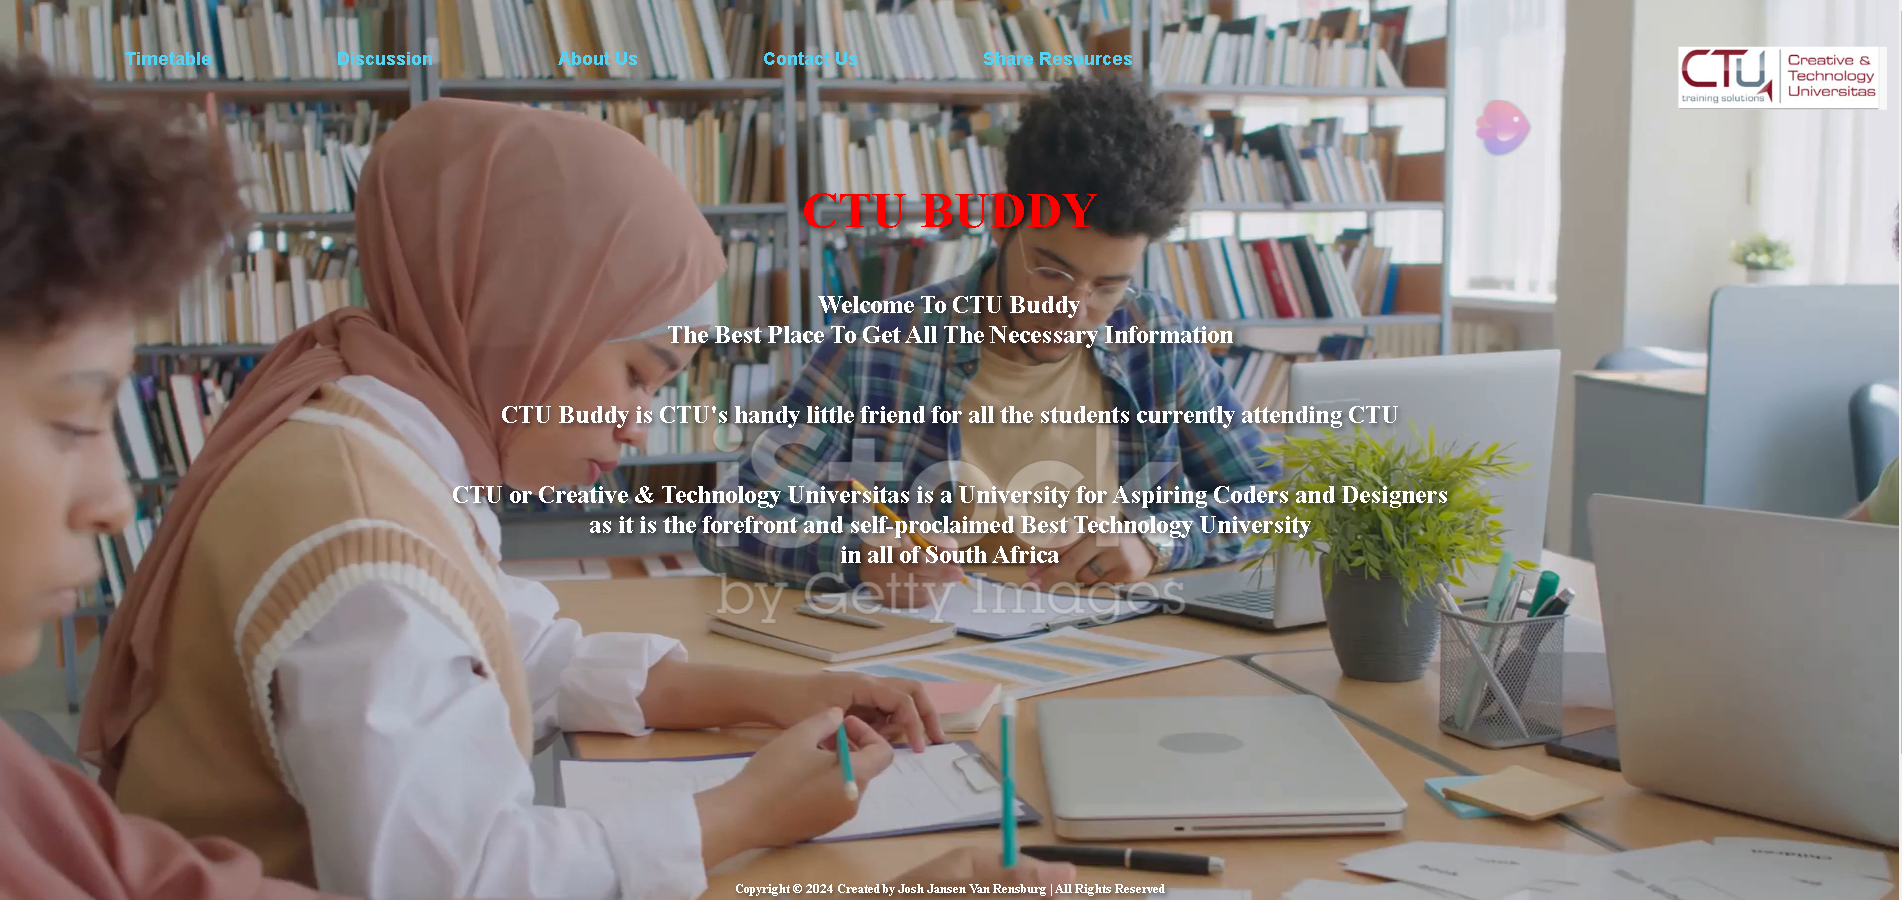 Timetable
Discussion
About Us
Contact Us
Share Resources
CTU
training solutions
Creative &
Technology
Universitas
CTU BUDDY
Welcome To CTU Buddy
The Best Place To Get All The Necessary Information
CTU Buddy is CTU's handy little friend for all the students currently attending CTU
iStock
by Getty Images
CTU or Creative & Technology Universitas is a University for Aspiring Coders and Designers
as it is the forefront and self-proclaimed Best Technology University
in all of South Africa
Copyright © 2024 Created by Josh Jansen Van Rensburg | All Rights Reserved